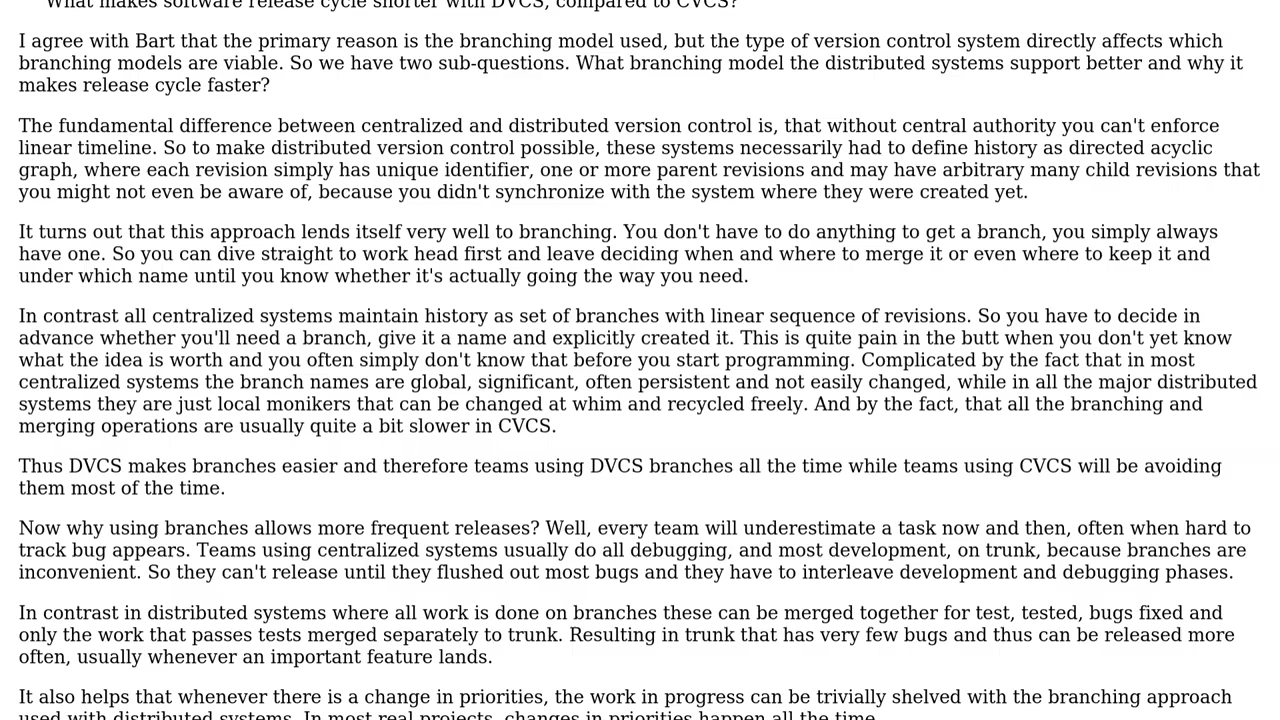 What makes software release cycle shorter with DVCS, compared to CVCS?
I agree with Bart that the primary reason is the branching model used, but the type of version control system directly affects which
branching models are viable. So we have two sub-questions. What branching model the distributed systems support better and why it
makes release cycle faster?
The fundamental difference between centralized and distributed version control is, that without central authority you can't enforce
linear timeline. So to make distributed version control possible, these systems necessarily had to define history as directed acyclic
graph, where each revision simply has unique identifier, one or more parent revisions and may have arbitrary many child revisions that
you might not even be aware of, because you didn't synchronize with the system where they were created yet.
It turns out that this approach lends itself very well to branching. You don't have to do anything to get a branch, you simply always
have one. So you can dive straight to work head first and leave deciding when and where to merge it or even where to keep it and
under which name until you know whether it's actually going the way you need.
In contrast all centralized systems maintain history as set of branches with linear sequence of revisions. So you have to decide in
advance whether you'll need a branch, give it a name and explicitly created it. This is quite pain in the butt when you don't yet know
what the idea is worth and you often simply don't know that before you start programming. Complicated by the fact that in most
centralized systems the branch names are global, significant, often persistent and not easily changed, while in all the major distributed
systems they are just local monikers that can be changed at whim and recycled freely. And by the fact, that all the branching and
merging operations are usually quite a bit slower in CVCS.
Thus DVCS makes branches easier and therefore teams using DVCS branches all the time while teams using CVCS will be avoiding
them most of the time.
Now why using branches allows more frequent releases? Well, every team will underestimate a task now and then, often when hard to
track bug appears. Teams using centralized systems usually do all debugging, and most development, on trunk, because branches are
inconvenient. So they can't release until they flushed out most bugs and they have to interleave development and debugging phases.
In contrast in distributed systems where all work is done on branches these can be merged together for test, tested, bugs fixed and
only the work that passes tests merged separately to trunk. Resulting in trunk that has very few bugs and thus can be released more
often, usually whenever an important feature lands.
It also helps that whenever there is a change in priorities, the work in progress can be trivially shelved with the branching approach
used with distributed systems. In most real projects, changes in priorities happen all the time.